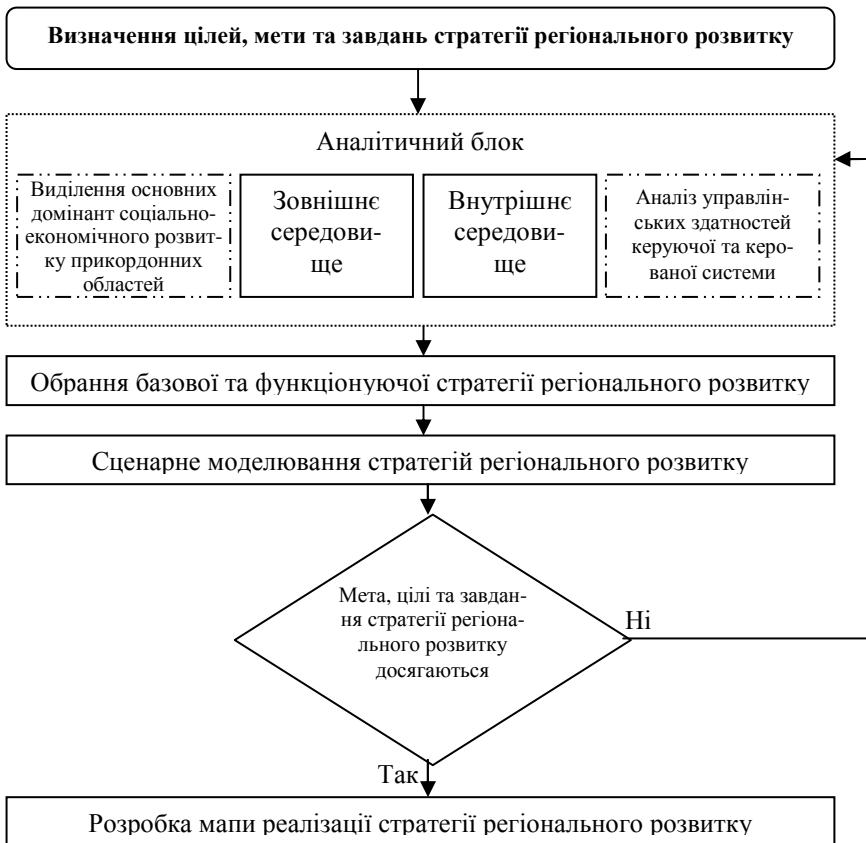 Визначення цілей, мети та завдань стратегії регіонального розвитку
Аналітичний блок
Виділення основних
домінант соціально-
економічного розвит-
ку прикордонних
областей
Зовнішнє
середови-
ще
Внутрішнє
середови-
ще
Аналіз управлін-
ських здатностей
керуючої та керо-
ваної системи
Обрання базової та функціонуючої стратегії регіонального розвитку
Сценарне моделювання стратегій регіонального розвитку
Мета, цілі та завдан-
ня стратегії регіона-
льного розвитку
досягаються
Ні
Так
Розробка мапи реалізації стратегії регіонального розвитку